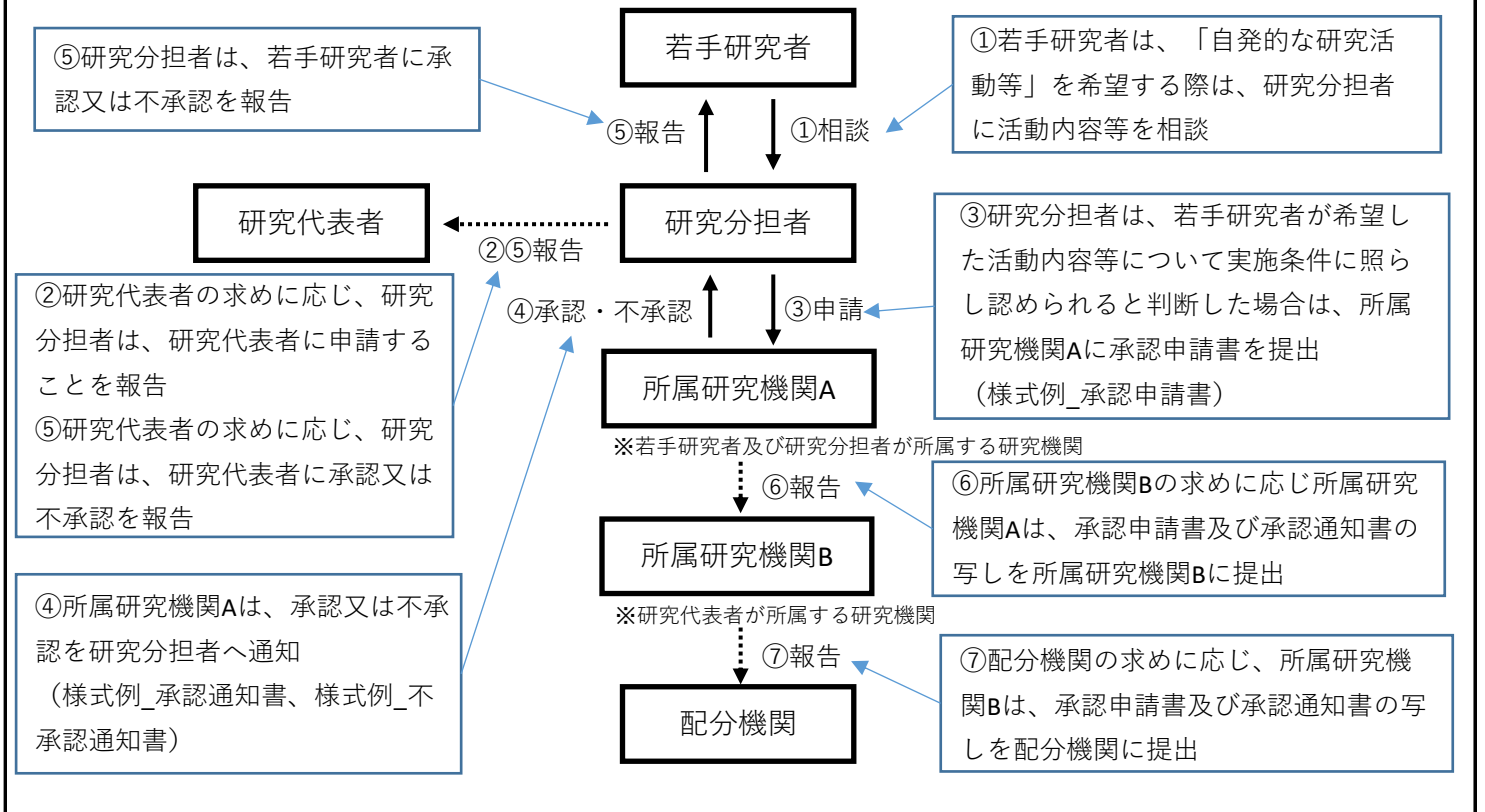 ⑤研究分担者は、若手研究者に承
認又は不承認を報告
若手研究者
①若手研究者は、「自発的な研究活
動等」を希望する際は、研究分担者
に活動内容等を相談
⑤報告
①相談
研究代表者
研究分担者
②⑤報告
③研究分担者は、若手研究者が希望し
た活動内容等について実施条件に照ら
し認められると判断した場合は、所属
研究機関Aに承認申請書を提出
（様式例_承認申請書）
②研究代表者の求めに応じ、研究
分担者は、研究代表者に申請する
ことを報告
⑤研究代表者の求めに応じ、研究
分担者は、研究代表者に承認又は
不承認を報告
④承認・不承認
③申請
所属研究機関A
※若手研究者及び研究分担者が所属する研究機関
⑥報告
⑥所属研究機関Bの求めに応じ所属研究
機関Aは、承認申請書及び承認通知書の
写しを所属研究機関Bに提出
所属研究機関B
※研究代表者が所属する研究機関
④所属研究機関Aは、承認又は不承
認を研究分担者へ通知
（様式例_承認通知書、様式例_不
承認通知書）
⑦報告
⑦配分機関の求めに応じ、所属研究機
関Bは、承認申請書及び承認通知書の写
しを配分機関に提出
配分機関